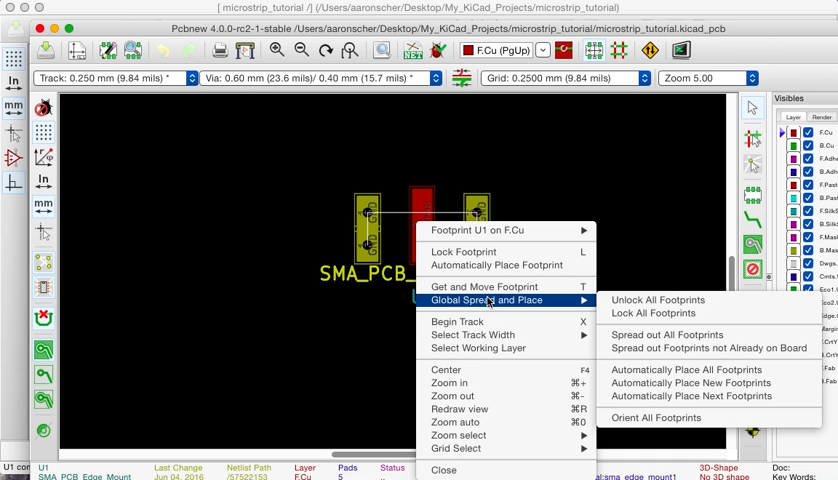 [ microstrip_tutorial /] (/Users/aaronscher/Desktop/My_KiCad_Projects/microstrip_tutorial)
Pcbnew 4.0.0-rc2-1-stable /Users/aaronscher/Desktop/My_KiCad_Projects/microstrip_tutorial/microstrip_tutorial.kicad_pcb
NET
F.Cu (PgUp)
Track: 0.250 mm (9.84 mils) *
Via: 0.60 mm (23.6 mils)/ 0.40 mm (15.7 mils) *
Grid: 0.2500 mm (9.84 mils)
Zoom 5.00
In
mm
In
mm
Visibles
Layer
Render
F.Cu
B.Cu
F.Adhe
B.Adh
F.Past
B.Past
F.SilkS
B.SilkS
F.Mask
B.Mask
Dwgs.
Cmts.
Eco1.
Eco2.
Edge.
Margin
F.CrtY
B.CrtY
F.Fab
B.Fab
SMA_PCB_
Footprint U1 on F.Cu
Lock Footprint L
Automatically Place Footprint
Get and Move Footprint T
Global Spread and Place
Begin Track X
Select Track Width
Select Working Layer
Center F4
Zoom in ⌘+
Zoom out ⌘-
Redraw view ⌘R
Zoom auto ⌘0
Zoom select
Grid Select
Close
Unlock All Footprints
Lock All Footprints
Spread out All Footprints
Spread out Footprints not Already on Board
Automatically Place All Footprints
Automatically Place New Footprints
Automatically Place Next Footprints
Orient All Footprints
U1 con
U1
SMA_PCB_Edge_Mount
Last Change
Jun 04, 2016
Netlist Path
/57522153
Layer
F.Cu
Pads
5
Status
..
al:sma_edge_mount1
3D-Shape
No 3D shape
Doc:
Key Words: